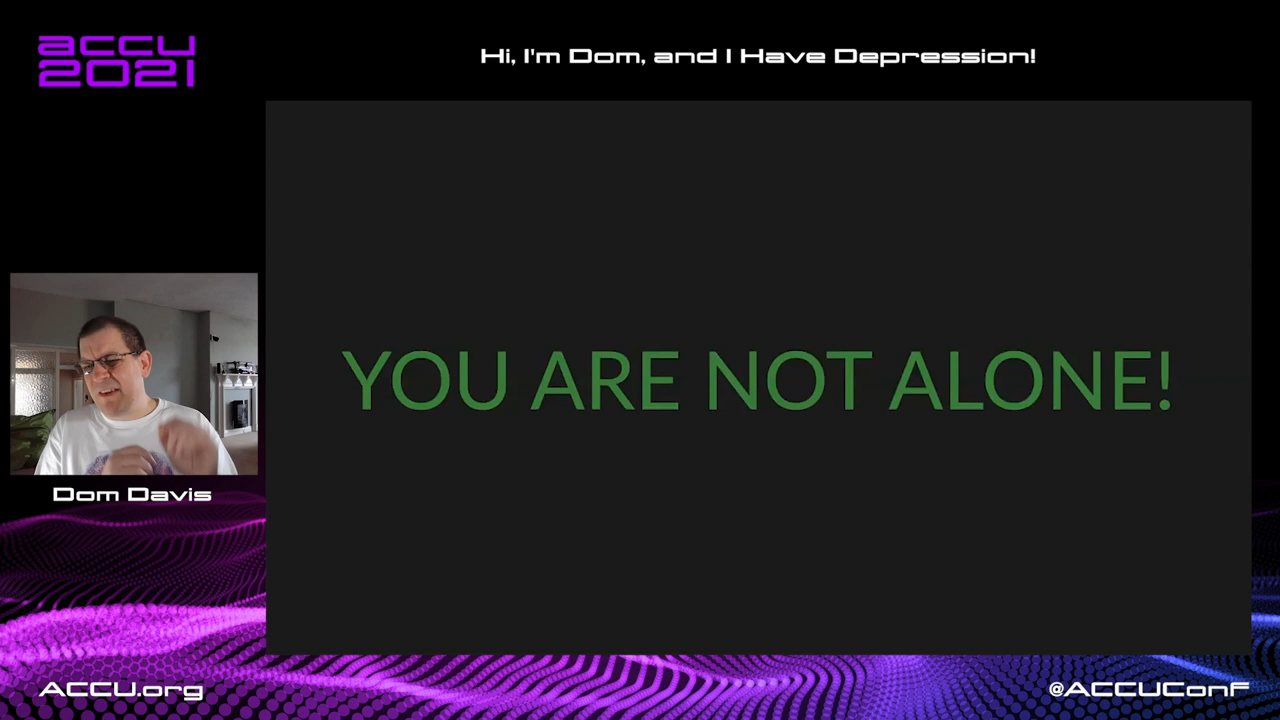 accu
2021
Hi, I'm Dom, and I Have Depression!
YOU ARE NOT ALONE!
Dom Davis
ACCU.org
@ACCUConf